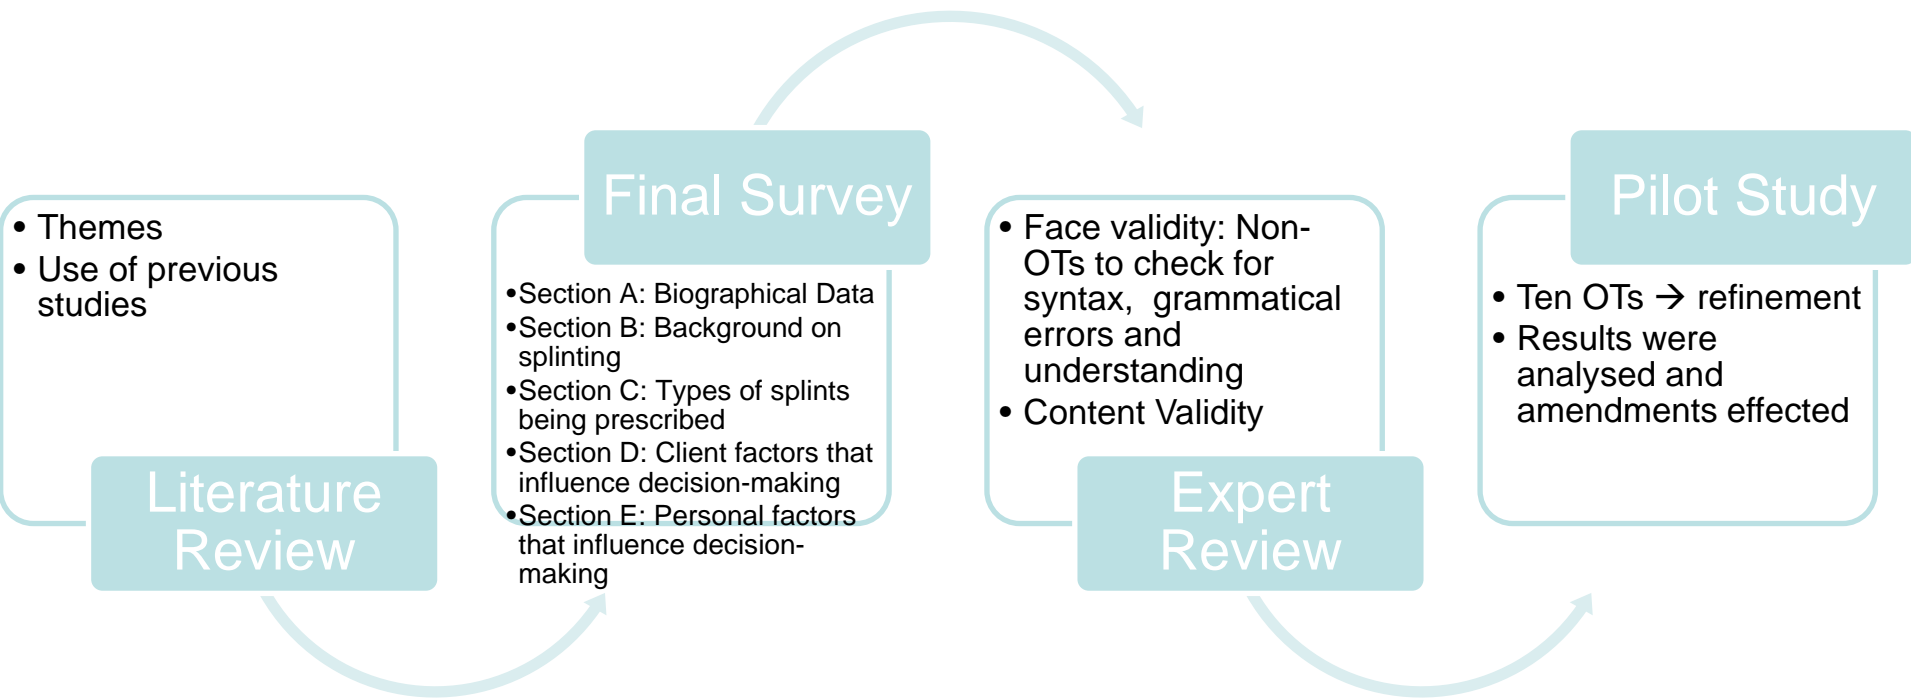 • Themes
• Use of previous
studies
Literature
Review
Final Survey
•Section A: Biographical Data
•Section B: Background on
splinting
•Section C: Types of splints
being prescribed
•Section D: Client factors that
influence decision-making
•Section E: Personal factors
that influence decision-
making
• Face validity: Non-
OTs to check for
syntax,  grammatical
errors and
understanding
• Content Validity
Expert
Review
Pilot Study
• Ten OTs → refinement
• Results were
analysed and
amendments effected